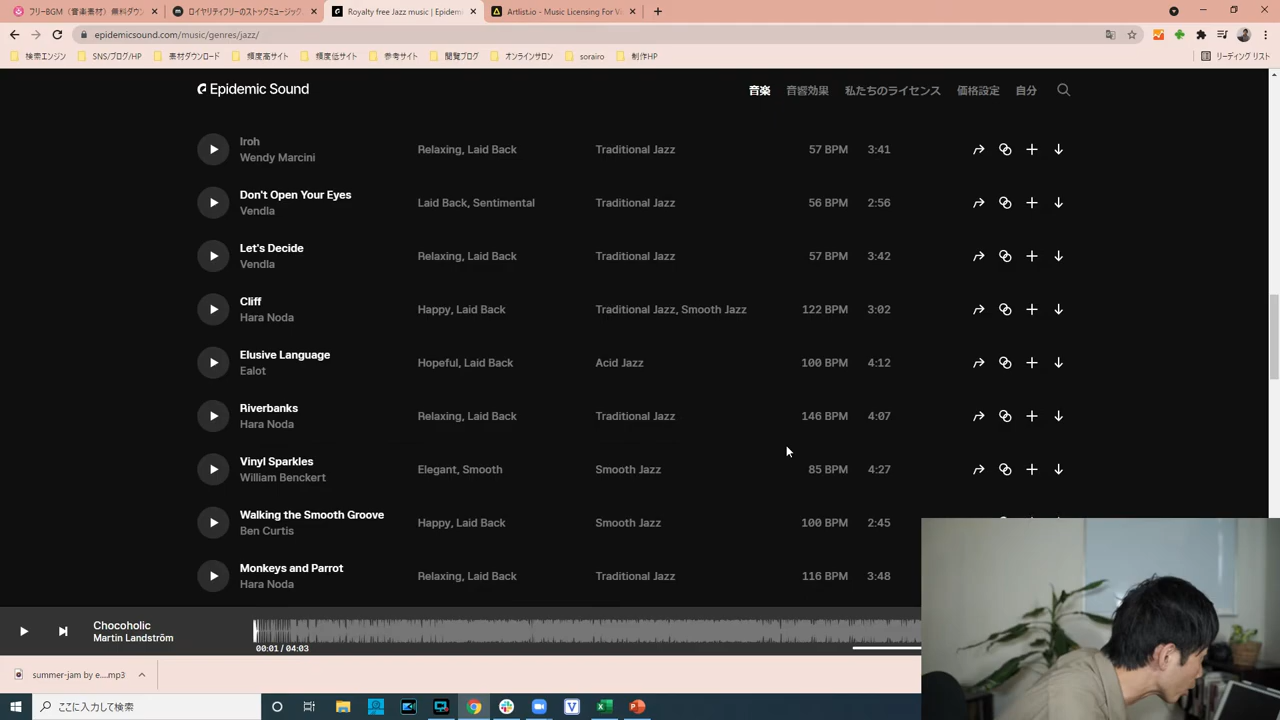 フリーBGM（音楽素材）無料ダウン
ロイヤリティフリーのストックミュージック
Royalty free Jazz music | Epidem
Artlist.io - Music Licensing For V
epidemicsound.com/music/genres/jazz/
検索エンジン
SNS/ブログ/HP
素材ダウンロード
頻度高サイト
頻度低サイト
参考サイト
閲覧ブログ
オンラインサロン
sorairo
制作HP
リーディング リスト
Epidemic Sound
音楽
音響効果
私たちのライセンス
価格設定
自分
Iroh
Wendy Marcini
Relaxing, Laid Back
Traditional Jazz
57 BPM
3:41
Don't Open Your Eyes
Vendla
Laid Back, Sentimental
Traditional Jazz
56 BPM
2:56
Let's Decide
Vendla
Relaxing, Laid Back
Traditional Jazz
57 BPM
3:42
Cliff
Hara Noda
Happy, Laid Back
Traditional Jazz, Smooth Jazz
122 BPM
3:02
Elusive Language
Ealot
Hopeful, Laid Back
Acid Jazz
100 BPM
4:12
Riverbanks
Hara Noda
Relaxing, Laid Back
Traditional Jazz
146 BPM
4:07
Vinyl Sparkles
William Benckert
Elegant, Smooth
Smooth Jazz
85 BPM
4:27
Walking the Smooth Groove
Ben Curtis
Happy, Laid Back
Smooth Jazz
100 BPM
2:45
Monkeys and Parrot
Hara Noda
Relaxing, Laid Back
Traditional Jazz
116 BPM
3:48
Chocoholic
Martin Landström
00:01 / 04:03
summer-jam by e....mp3
ここに入力して検索